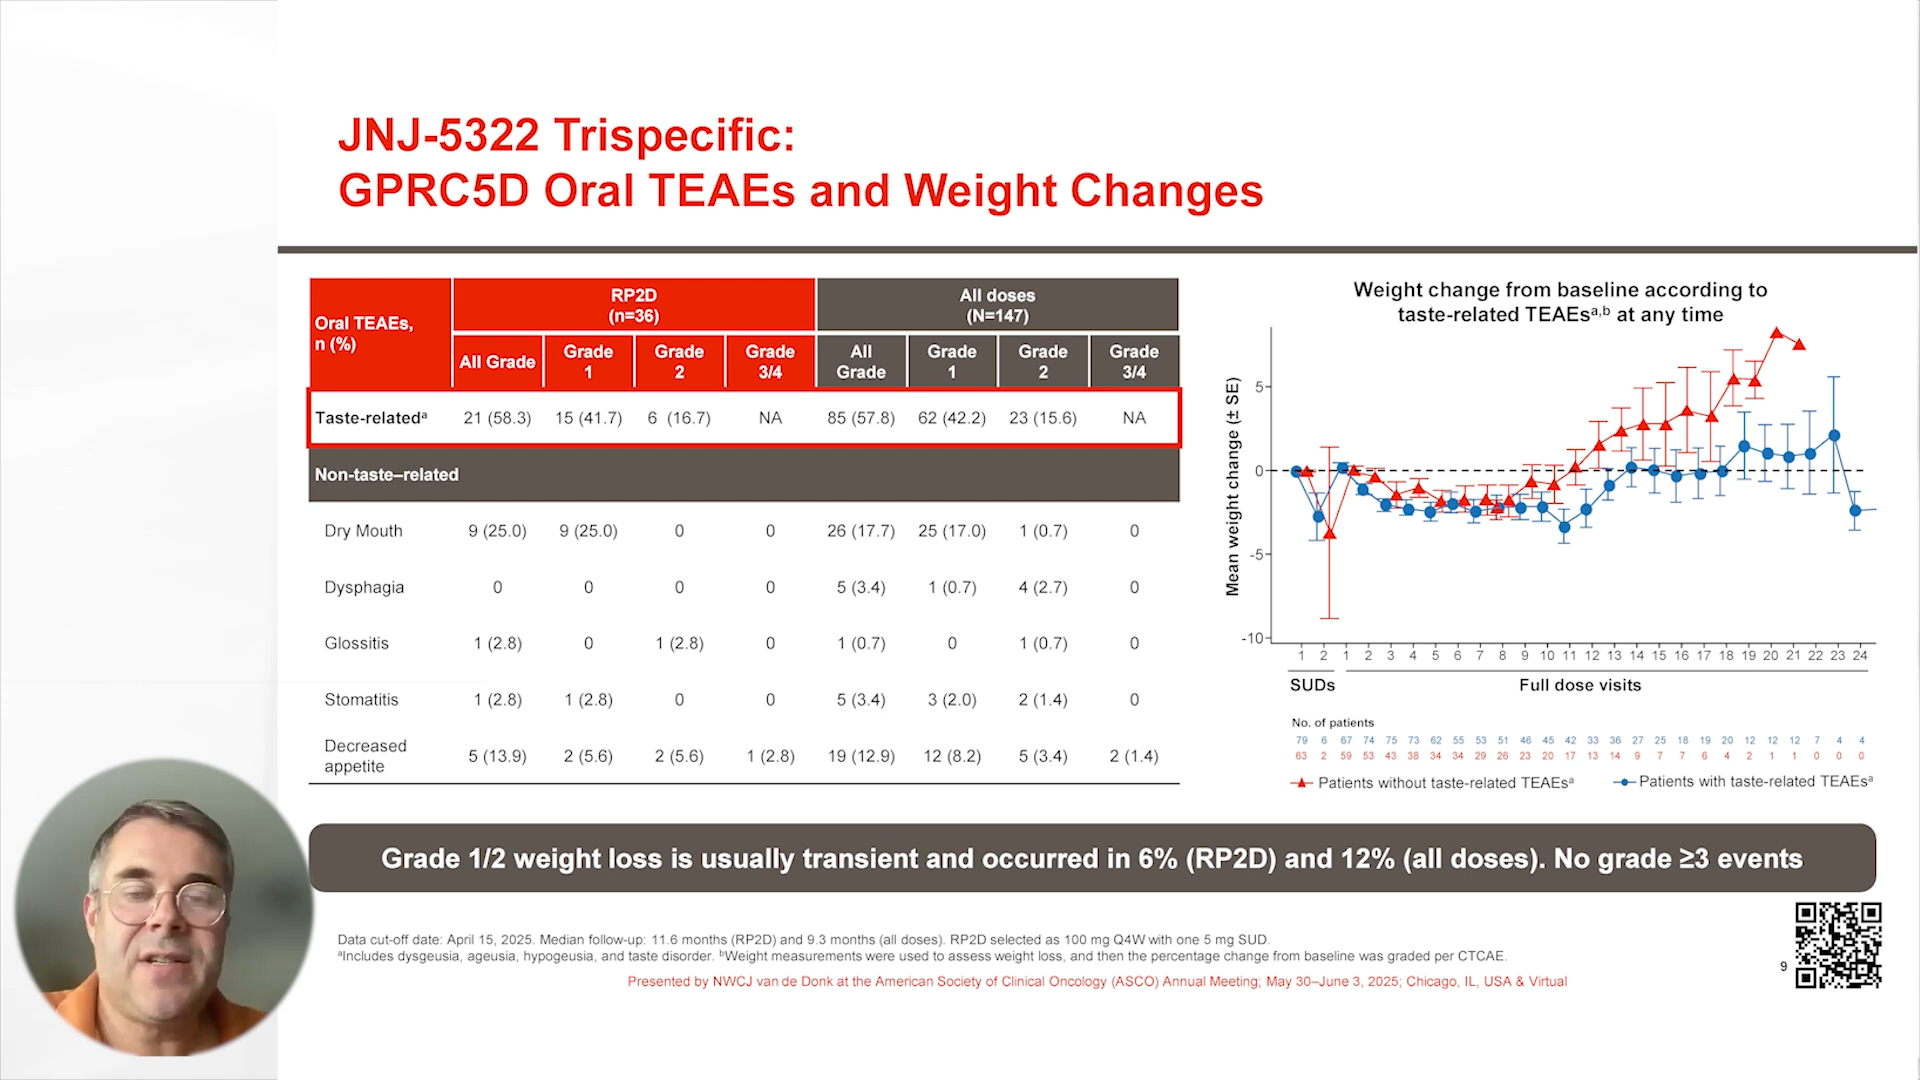 JNJ-5322 Trispecific:
GPRC5D Oral TEAEs and Weight Changes
Oral TEAEs,
n (%)
RP2D
(n=36)
All doses
(N=147)
All Grade
Grade
1
Grade
2
Grade
3/4
All
Grade
Grade
1
Grade
2
Grade
3/4
Taste-relatedᵃ 21 (58.3) 15 (41.7) 6 (16.7) NA 85 (57.8) 62 (42.2) 23 (15.6) NA
Non-taste–related
Dry Mouth 9 (25.0) 9 (25.0) 0 0 26 (17.7) 25 (17.0) 1 (0.7) 0
Dysphagia 0 0 0 0 5 (3.4) 1 (0.7) 4 (2.7) 0
Glossitis 1 (2.8) 0 1 (2.8) 0 1 (0.7) 0 1 (0.7) 0
Stomatitis 1 (2.8) 1 (2.8) 0 0 5 (3.4) 3 (2.0) 2 (1.4) 0
Decreased
appetite 5 (13.9) 2 (5.6) 2 (5.6) 1 (2.8) 19 (12.9) 12 (8.2) 5 (3.4) 2 (1.4)
Weight change from baseline according to
taste-related TEAEsᵃ,ᵇ at any time
Mean weight change (± SE)
5
0
-5
-10
1 2 1 2 3 4 5 6 7 8 9 10 11 12 13 14 15 16 17 18 19 20 21 22 23 24
SUDs Full dose visits
No. of patients
79 6 67 74 75 73 62 55 53 51 46 45 42 33 36 27 25 18 19 20 12 12 12 7 4 4
63 2 59 53 43 38 34 34 29 26 23 20 17 13 14 9 7 7 6 4 2 1 1 0 0 0
Patients without taste-related TEAEsᵃ Patients with taste-related TEAEsᵃ
Grade 1/2 weight loss is usually transient and occurred in 6% (RP2D) and 12% (all doses). No grade ≥3 events
Data cut-off date: April 15, 2025. Median follow-up: 11.6 months (RP2D) and 9.3 months (all doses). RP2D selected as 100 mg Q4W with one 5 mg SUD.
ᵃIncludes dysgeusia, ageusia, hypogeusia, and taste disorder. ᵇWeight measurements were used to assess weight loss, and then the percentage change from baseline was graded per CTCAE.
9
Presented by NWCJ van de Donk at the American Society of Clinical Oncology (ASCO) Annual Meeting; May 30–June 3, 2025; Chicago, IL, USA & Virtual